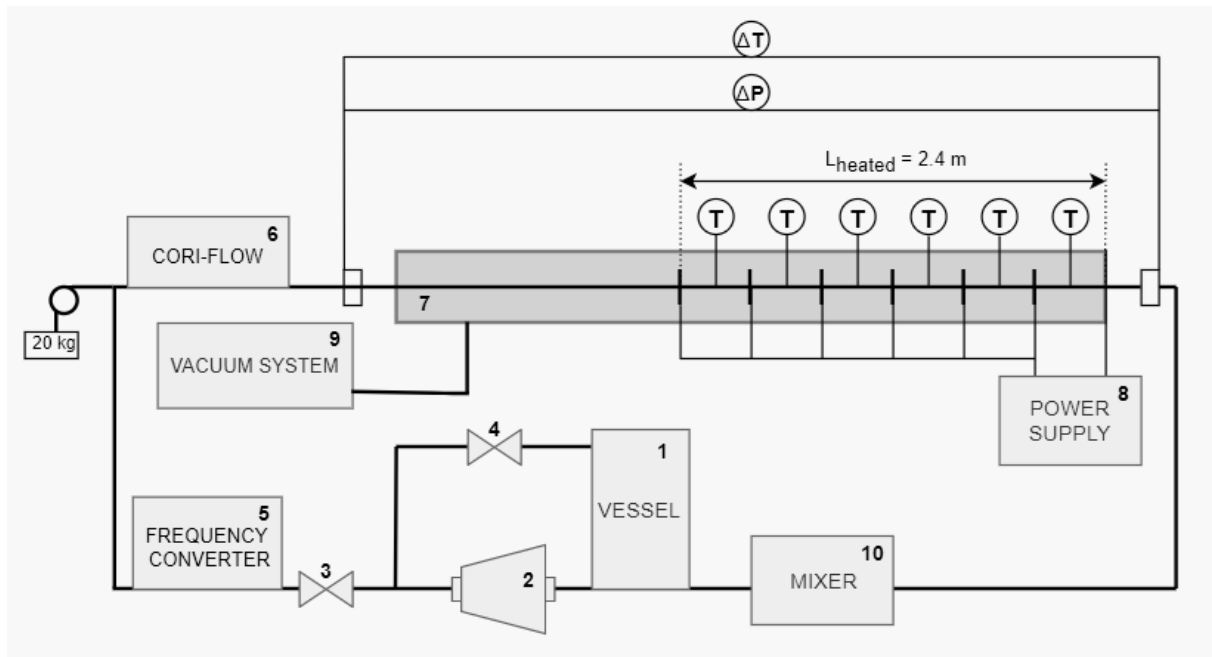 ΔT
ΔP
Lheated = 2.4 m
T T T T T T
6
CORI-FLOW
20 kg
7
9
VACUUM SYSTEM
8
POWER
SUPPLY
4
1
VESSEL
5
FREQUENCY
CONVERTER
3
2
10
MIXER